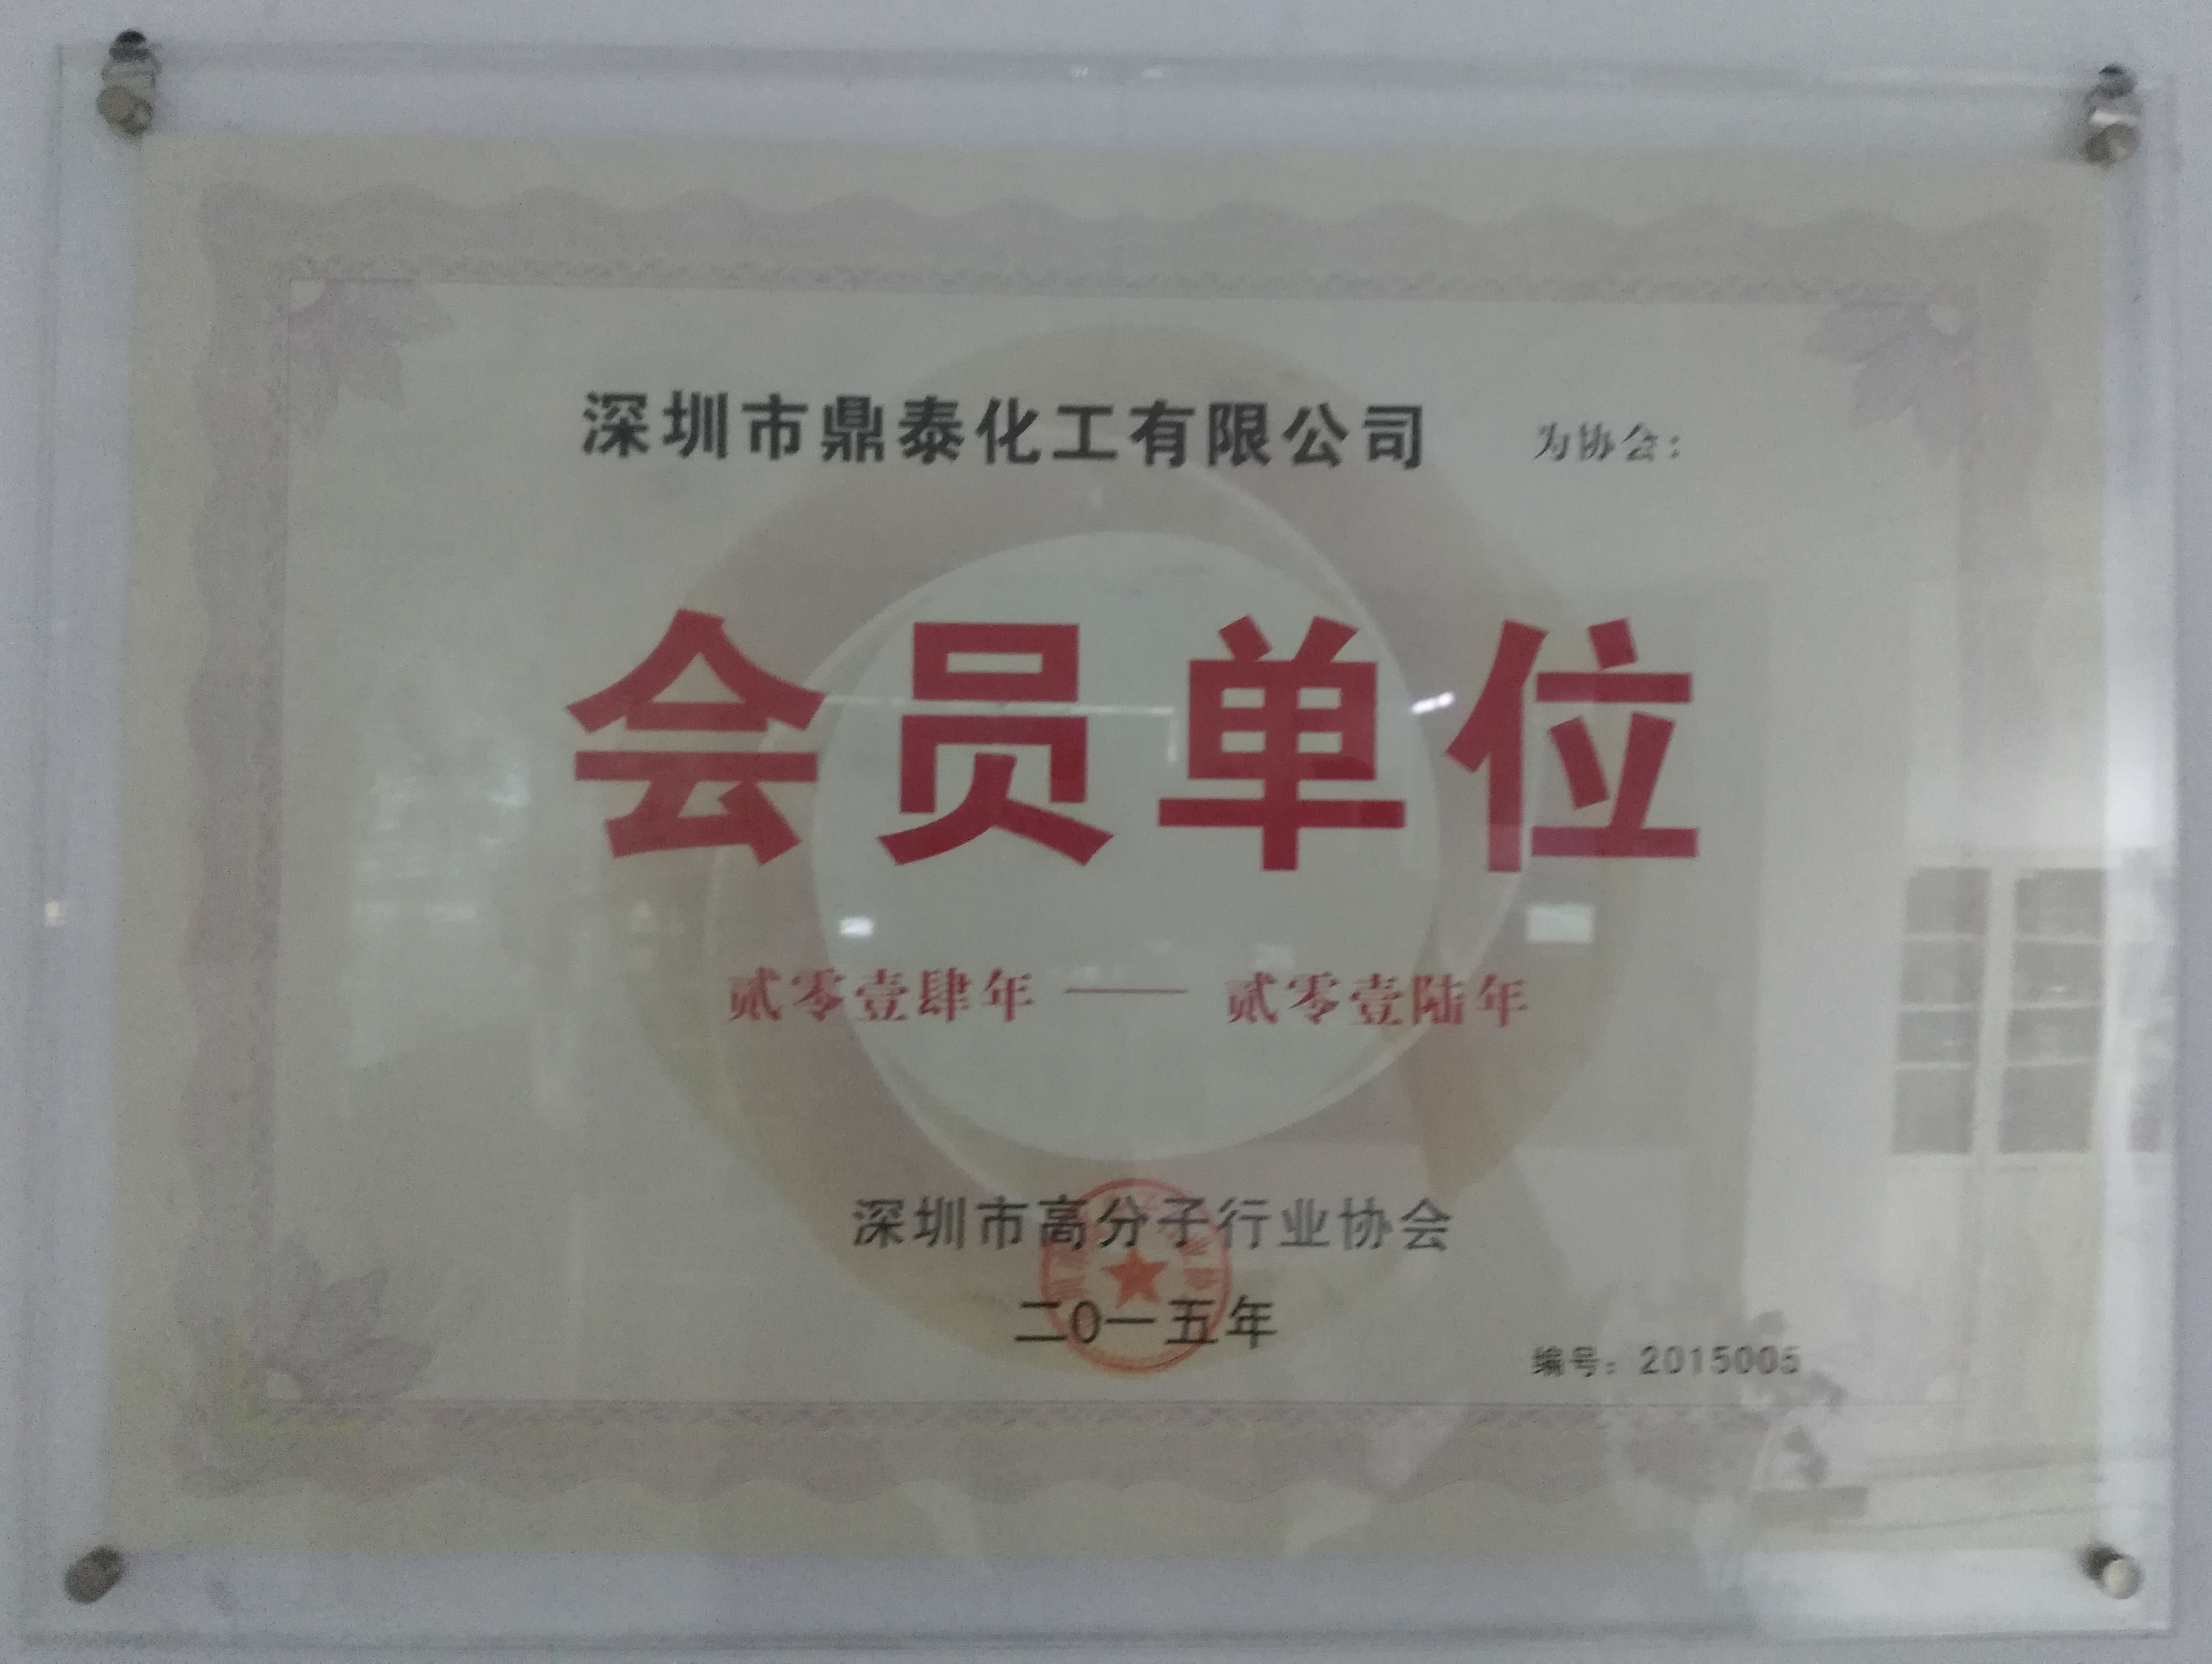 深圳市鼎泰化工有限公司 为协会：
会员单位
贰零壹肆年——贰零壹陆年
深圳市高分子行业协会
二0一五年
编号：2015005